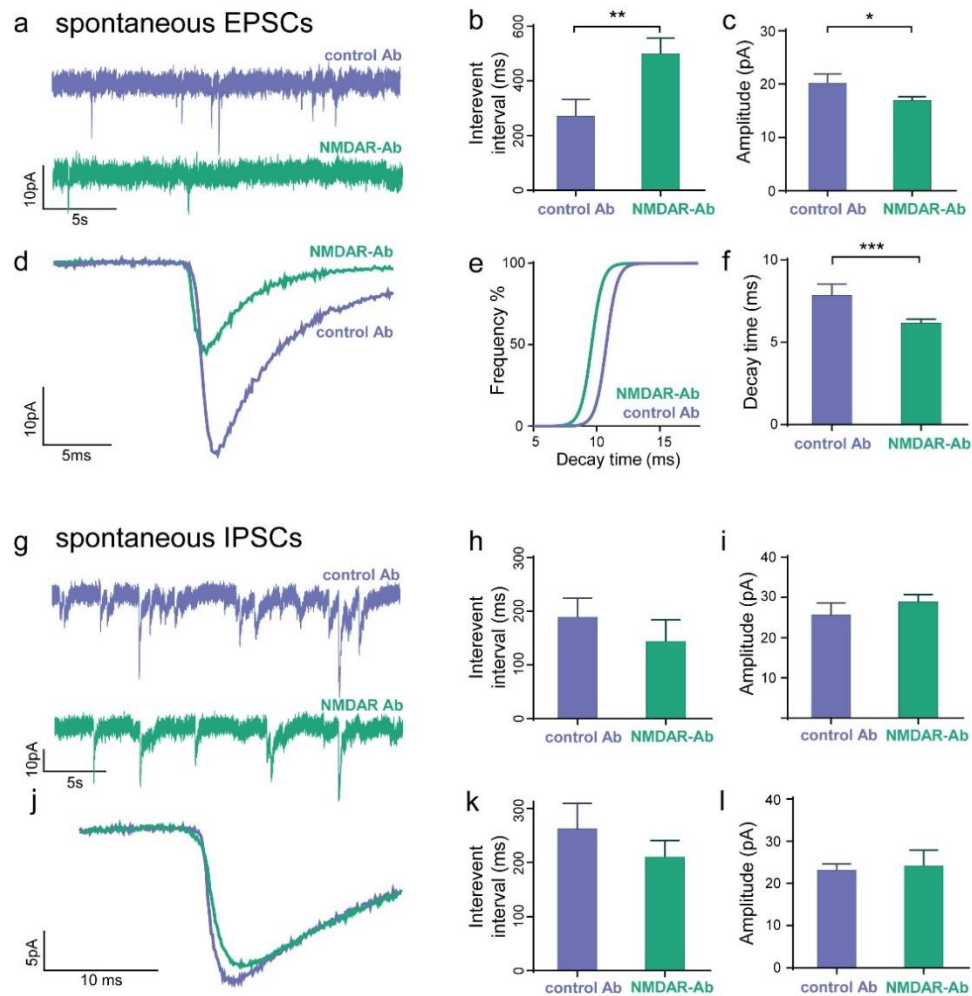 a spontaneous EPSCs
control Ab
NMDAR-Ab
10pA
5s
b
**
Interevent
interval (ms)
600
400
200
0
control Ab NMDAR-Ab
c
*
Amplitude (pA)
30
20
10
0
control Ab NMDAR-Ab
d
NMDAR-Ab
control Ab
10pA
5ms
e
Frequency %
100
50
0
NMDAR-Ab
control Ab
5 10 15
Decay time (ms)
f
***
Decay time (ms)
10
5
0
control Ab NMDAR-Ab
g spontaneous IPSCs
control Ab
NMDAR Ab
10pA
5s
h
Interevent
interval (ms)
300
200
100
0
control Ab NMDAR-Ab
i
Amplitude (pA)
40
30
20
10
control Ab NMDAR-Ab
j
5pA
10 ms
k
Interevent
interval (ms)
300
200
100
0
control Ab NMDAR-Ab
l
Amplitude (pA)
40
30
20
10
0
control Ab NMDAR-Ab